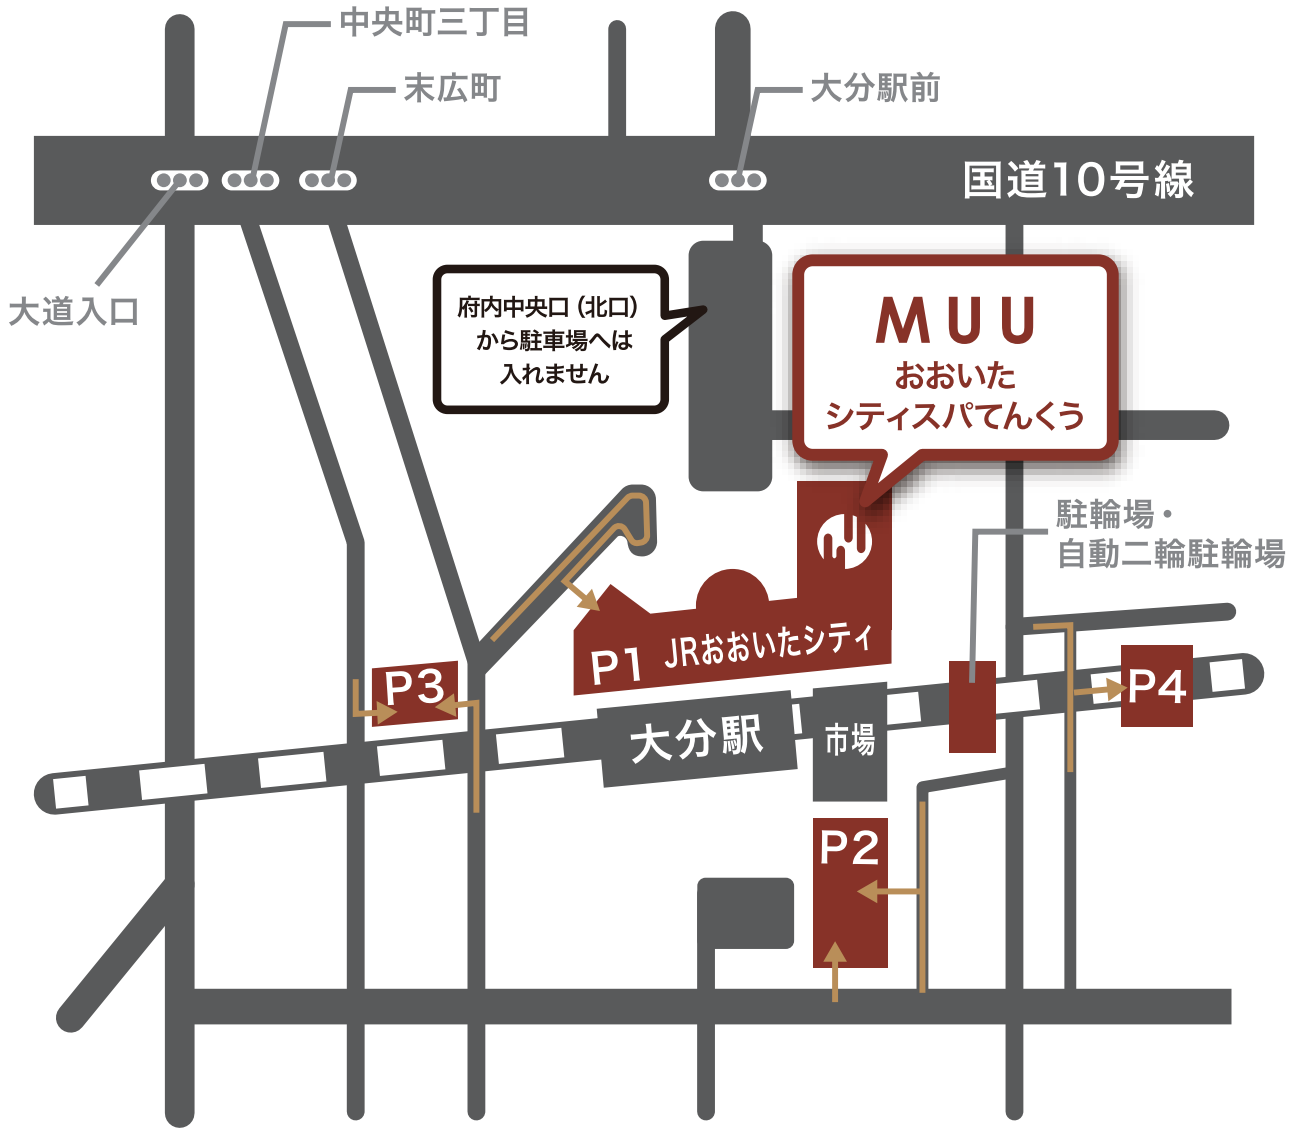 中央町三丁目
末広町
大分駅前
国道10号線
大道入口
府内中央口（北口）
から駐車場へは
入れません
MUU
おおいた
シティスパてんくう
駐輪場・
自動二輪駐輪場
P1 JRおおいたシティ
P3
P4
大分駅
市場
P2